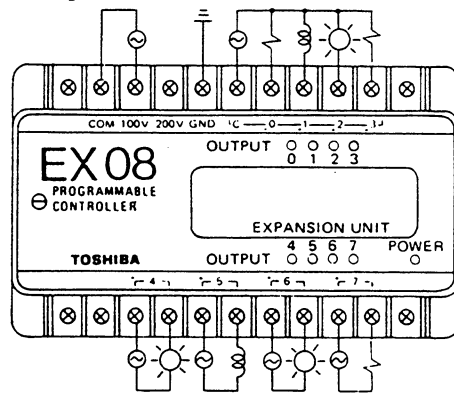 COM 100V 200V GND C 0 1 2 3
EX08
OUTPUT
0 1 2 3
PROGRAMMABLE
CONTROLLER
EXPANSION UNIT
4 5 6 7
POWER
TOSHIBA
OUTPUT
4 5 6 7